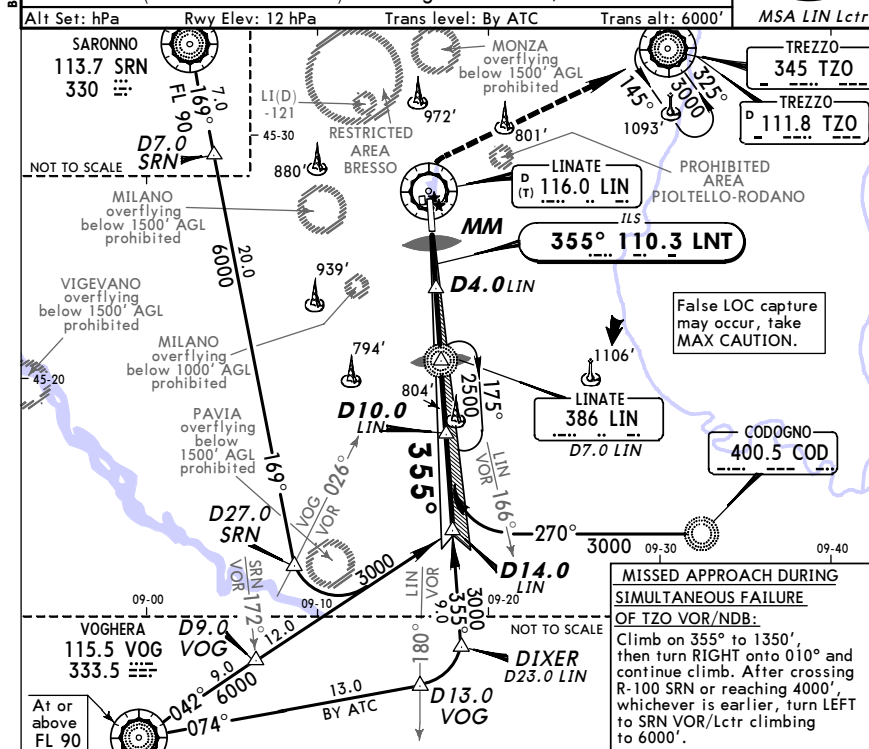 Alt Set: hPa Rwy Elev: 12 hPa Trans level: By ATC Trans alt: 6000'
MSA LIN Lctr
SARONNO
113.7 SRN
330
7.0
169°
FL 90
D7.0
SRN
NOT TO SCALE
45-30
LI(D)
-121
RESTRICTED
AREA
BRESSO
MONZA
overflying
below 1500' AGL
prohibited
972'
801'
880'
TREZZO
345 TZO
TREZZO
D 111.8 TZO
145°
3000
325°
1093'
PROHIBITED
AREA
PIOLTELLO-RODANO
LINATE
D
(T) 116.0 LIN
ILS
355° 110.3 LNT
MM
MILANO
overflying
below 1500' AGL
prohibited
20.0
6000
939'
D4.0 LIN
VIGEVANO
overflying
below 1500' AGL
prohibited
MILANO
overflying
below 1000' AGL
prohibited
False LOC capture
may occur, take
MAX CAUTION.
1106'
45-20
794'
804'
175°
2500
LINATE
386 LIN
D7.0 LIN
D10.0
LIN
PAVIA
overflying
below
1500' AGL
prohibited
CODOGNO
400.5 COD
169°
VOG
VOR
026°
355°
LIN
VOR
166°
D27.0
SRN
270°
3000
09-30
09-40
SRN
VOR
172°
3000
LIN
VOR
180°
D14.0
LIN
09-00
09-10
09-20
3000
355°
9.0
NOT TO SCALE
VOGHERA
115.5 VOG
333.5
D9.0
VOG
12.0
DIXER
D23.0 LIN
9.0
042°
6000
074°
13.0
BY ATC
D13.0
VOG
At or
above
FL 90
MISSED APPROACH DURING
SIMULTANEOUS FAILURE
OF TZO VOR/NDB:
Climb on 355° to 1350',
then turn RIGHT onto 010° and
continue climb. After crossing
R-100 SRN or reaching 4000',
whichever is earlier, turn LEFT
to SRN VOR/Lctr climbing
to 6000'.